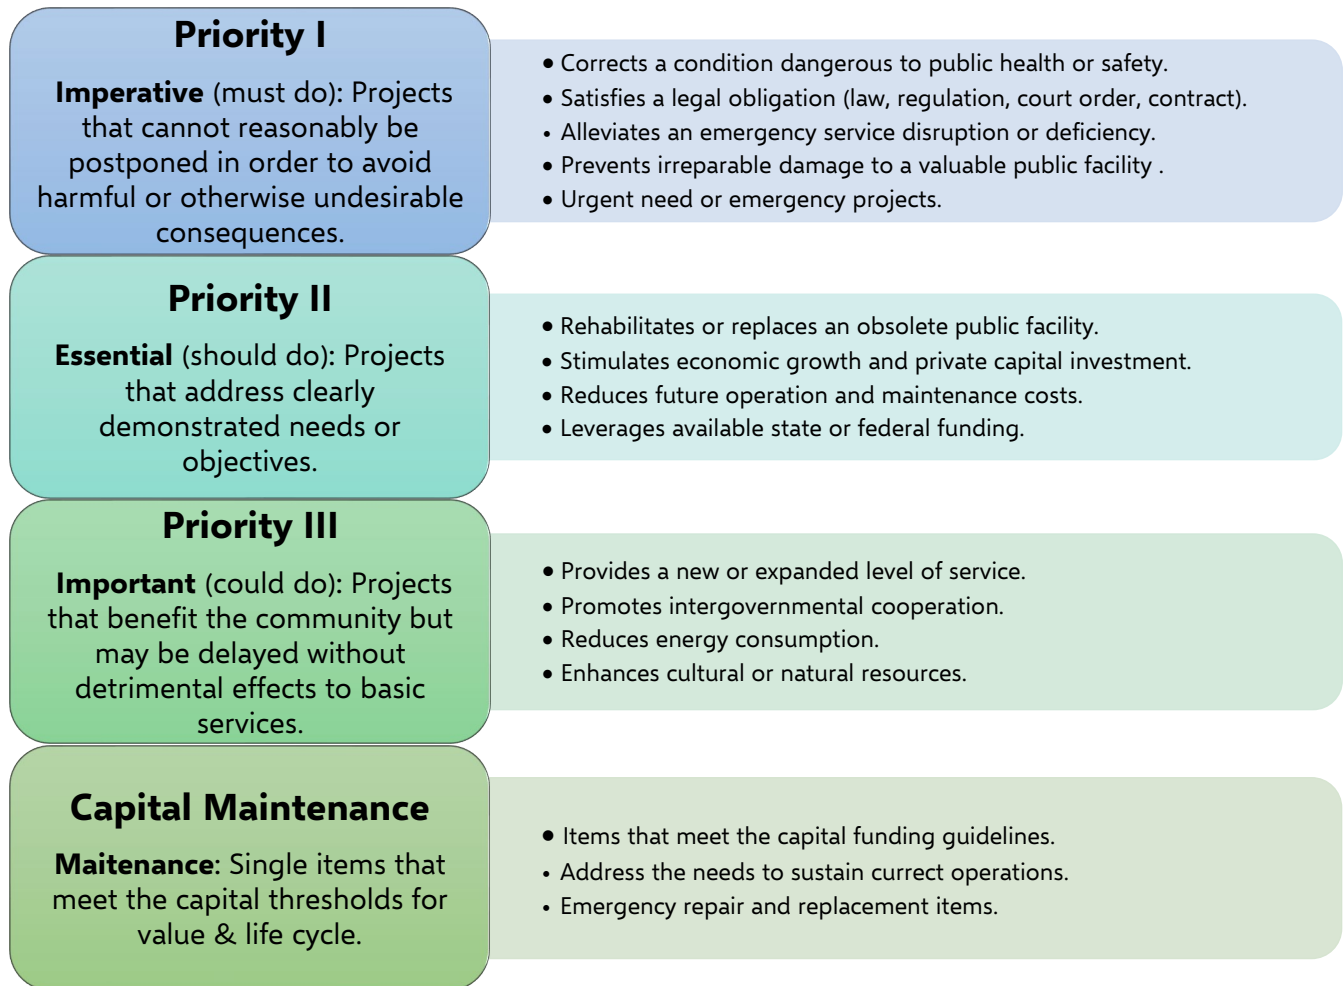 Priority I
Imperative (must do): Projects
that cannot reasonably be
postponed in order to avoid
harmful or otherwise undesirable
consequences.
• Corrects a condition dangerous to public health or safety.
• Satisfies a legal obligation (law, regulation, court order, contract).
• Alleviates an emergency service disruption or deficiency.
• Prevents irreparable damage to a valuable public facility .
• Urgent need or emergency projects.
Priority II
Essential (should do): Projects
that address clearly
demonstrated needs or
objectives.
• Rehabilitates or replaces an obsolete public facility.
• Stimulates economic growth and private capital investment.
• Reduces future operation and maintenance costs.
• Leverages available state or federal funding.
Priority III
Important (could do): Projects
that benefit the community but
may be delayed without
detrimental effects to basic
services.
• Provides a new or expanded level of service.
• Promotes intergovernmental cooperation.
• Reduces energy consumption.
• Enhances cultural or natural resources.
Capital Maintenance
Maitenance: Single items that
meet the capital thresholds for
value & life cycle.
• Items that meet the capital funding guidelines.
• Address the needs to sustain currect operations.
• Emergency repair and replacement items.